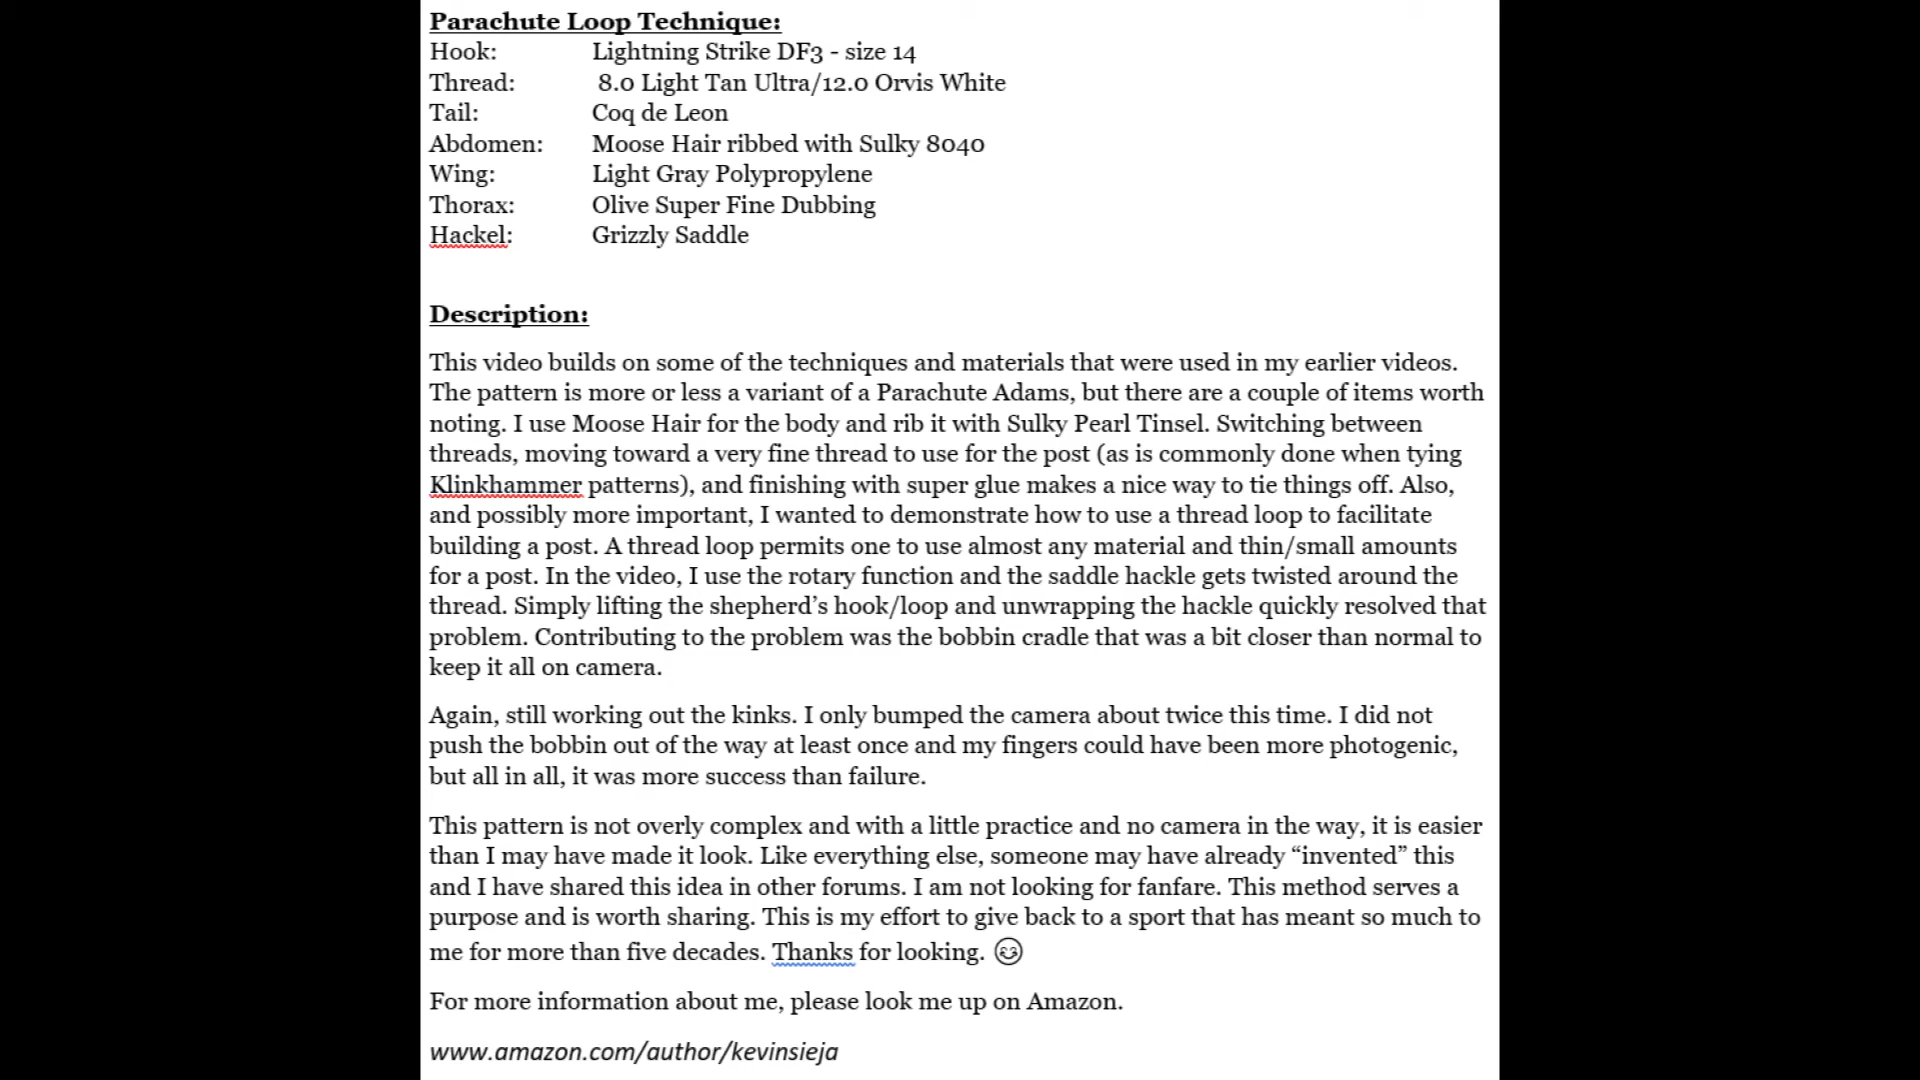 Parachute Loop Technique:
Hook: Lightning Strike DF3 - size 14
Thread: 8.0 Light Tan Ultra/12.0 Orvis White
Tail: Coq de Leon
Abdomen: Moose Hair ribbed with Sulky 8040
Wing: Light Gray Polypropylene
Thorax: Olive Super Fine Dubbing
Hackel: Grizzly Saddle
Description:
This video builds on some of the techniques and materials that were used in my earlier videos.
The pattern is more or less a variant of a Parachute Adams, but there are a couple of items worth
noting. I use Moose Hair for the body and rib it with Sulky Pearl Tinsel. Switching between
threads, moving toward a very fine thread to use for the post (as is commonly done when tying
Klinkhammer patterns), and finishing with super glue makes a nice way to tie things off. Also,
and possibly more important, I wanted to demonstrate how to use a thread loop to facilitate
building a post. A thread loop permits one to use almost any material and thin/small amounts
for a post. In the video, I use the rotary function and the saddle hackle gets twisted around the
thread. Simply lifting the shepherd’s hook/loop and unwrapping the hackle quickly resolved that
problem. Contributing to the problem was the bobbin cradle that was a bit closer than normal to
keep it all on camera.
Again, still working out the kinks. I only bumped the camera about twice this time. I did not
push the bobbin out of the way at least once and my fingers could have been more photogenic,
but all in all, it was more success than failure.
This pattern is not overly complex and with a little practice and no camera in the way, it is easier
than I may have made it look. Like everything else, someone may have already “invented” this
and I have shared this idea in other forums. I am not looking for fanfare. This method serves a
purpose and is worth sharing. This is my effort to give back to a sport that has meant so much to
me for more than five decades. Thanks for looking. 😊
For more information about me, please look me up on Amazon.
www.amazon.com/author/kevinsieja